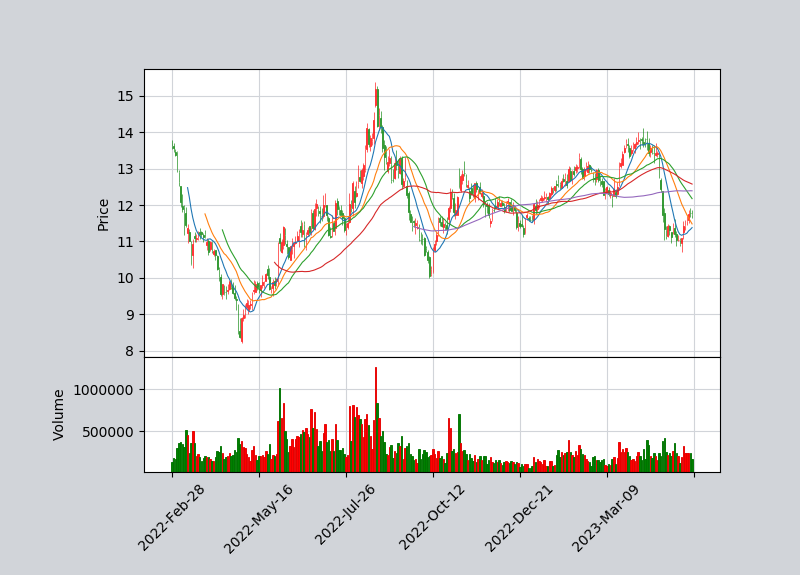 Price
15
14
13
12
11
10
9
8
Volume
1000000
500000
2022-Feb-28
2022-May-16
2022-Jul-26
2022-Oct-12
2022-Dec-21
2023-Mar-09